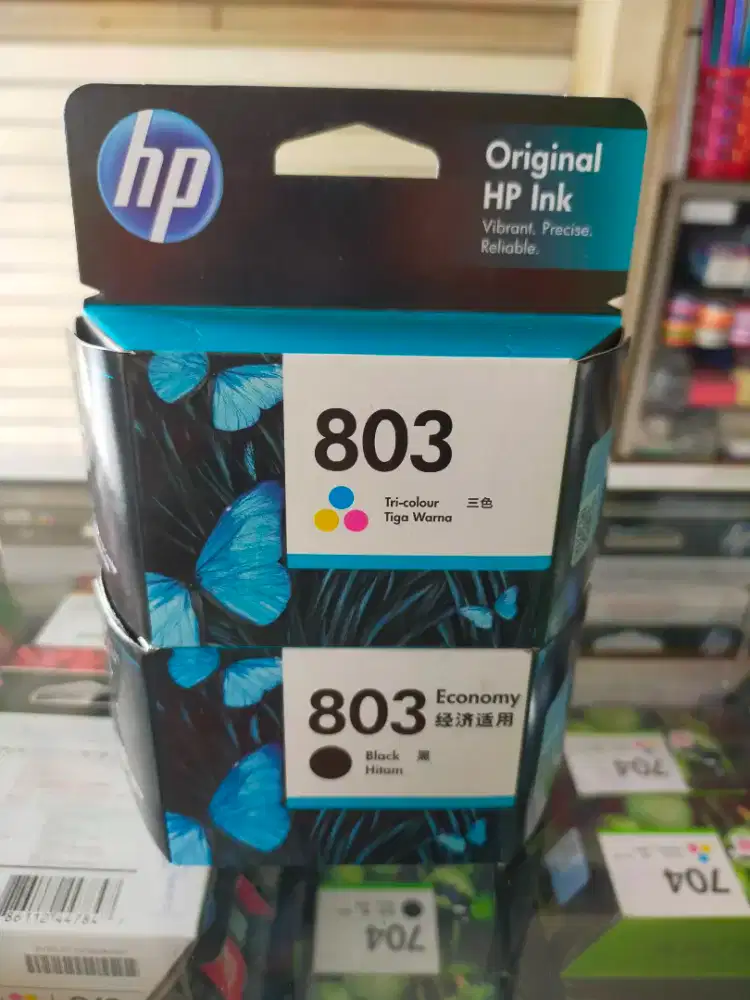 hp
Original
HP Ink
Vibrant. Precise.
Reliable.
803
Tri-colour 三色
Tiga Warna
803 Economy
经济适用
Black 黑
Hitam
704
704
704